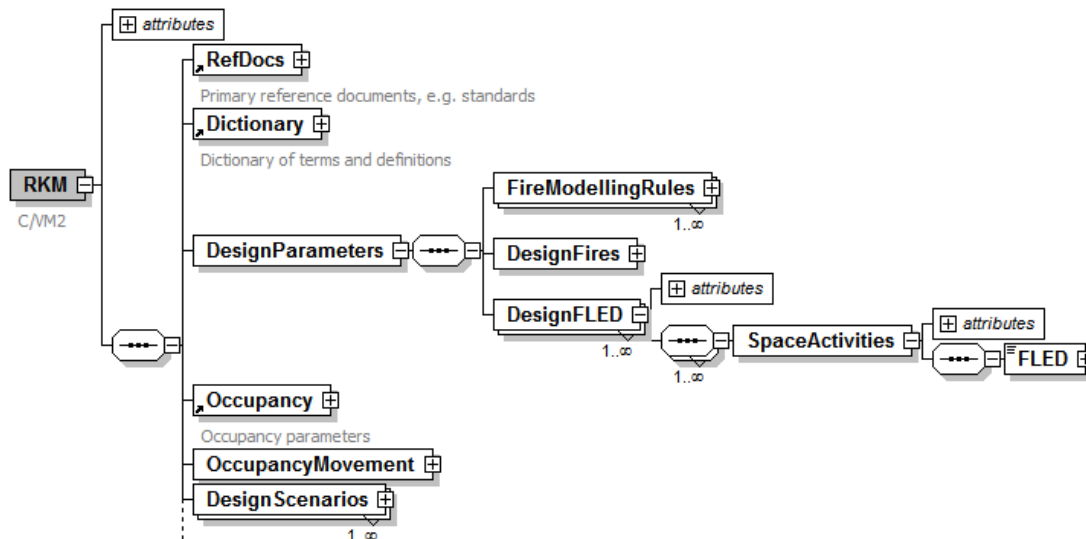 attributes
RefDocs
Primary reference documents, e.g. standards
Dictionary
Dictionary of terms and definitions
RKM
C/VM2
FireModellingRules
1..∞
DesignParameters
DesignFires
attributes
DesignFLED
1..∞
attributes
SpaceActivities
1..∞
FLED
Occupancy
Occupancy parameters
OccupancyMovement
DesignScenarios
1..∞